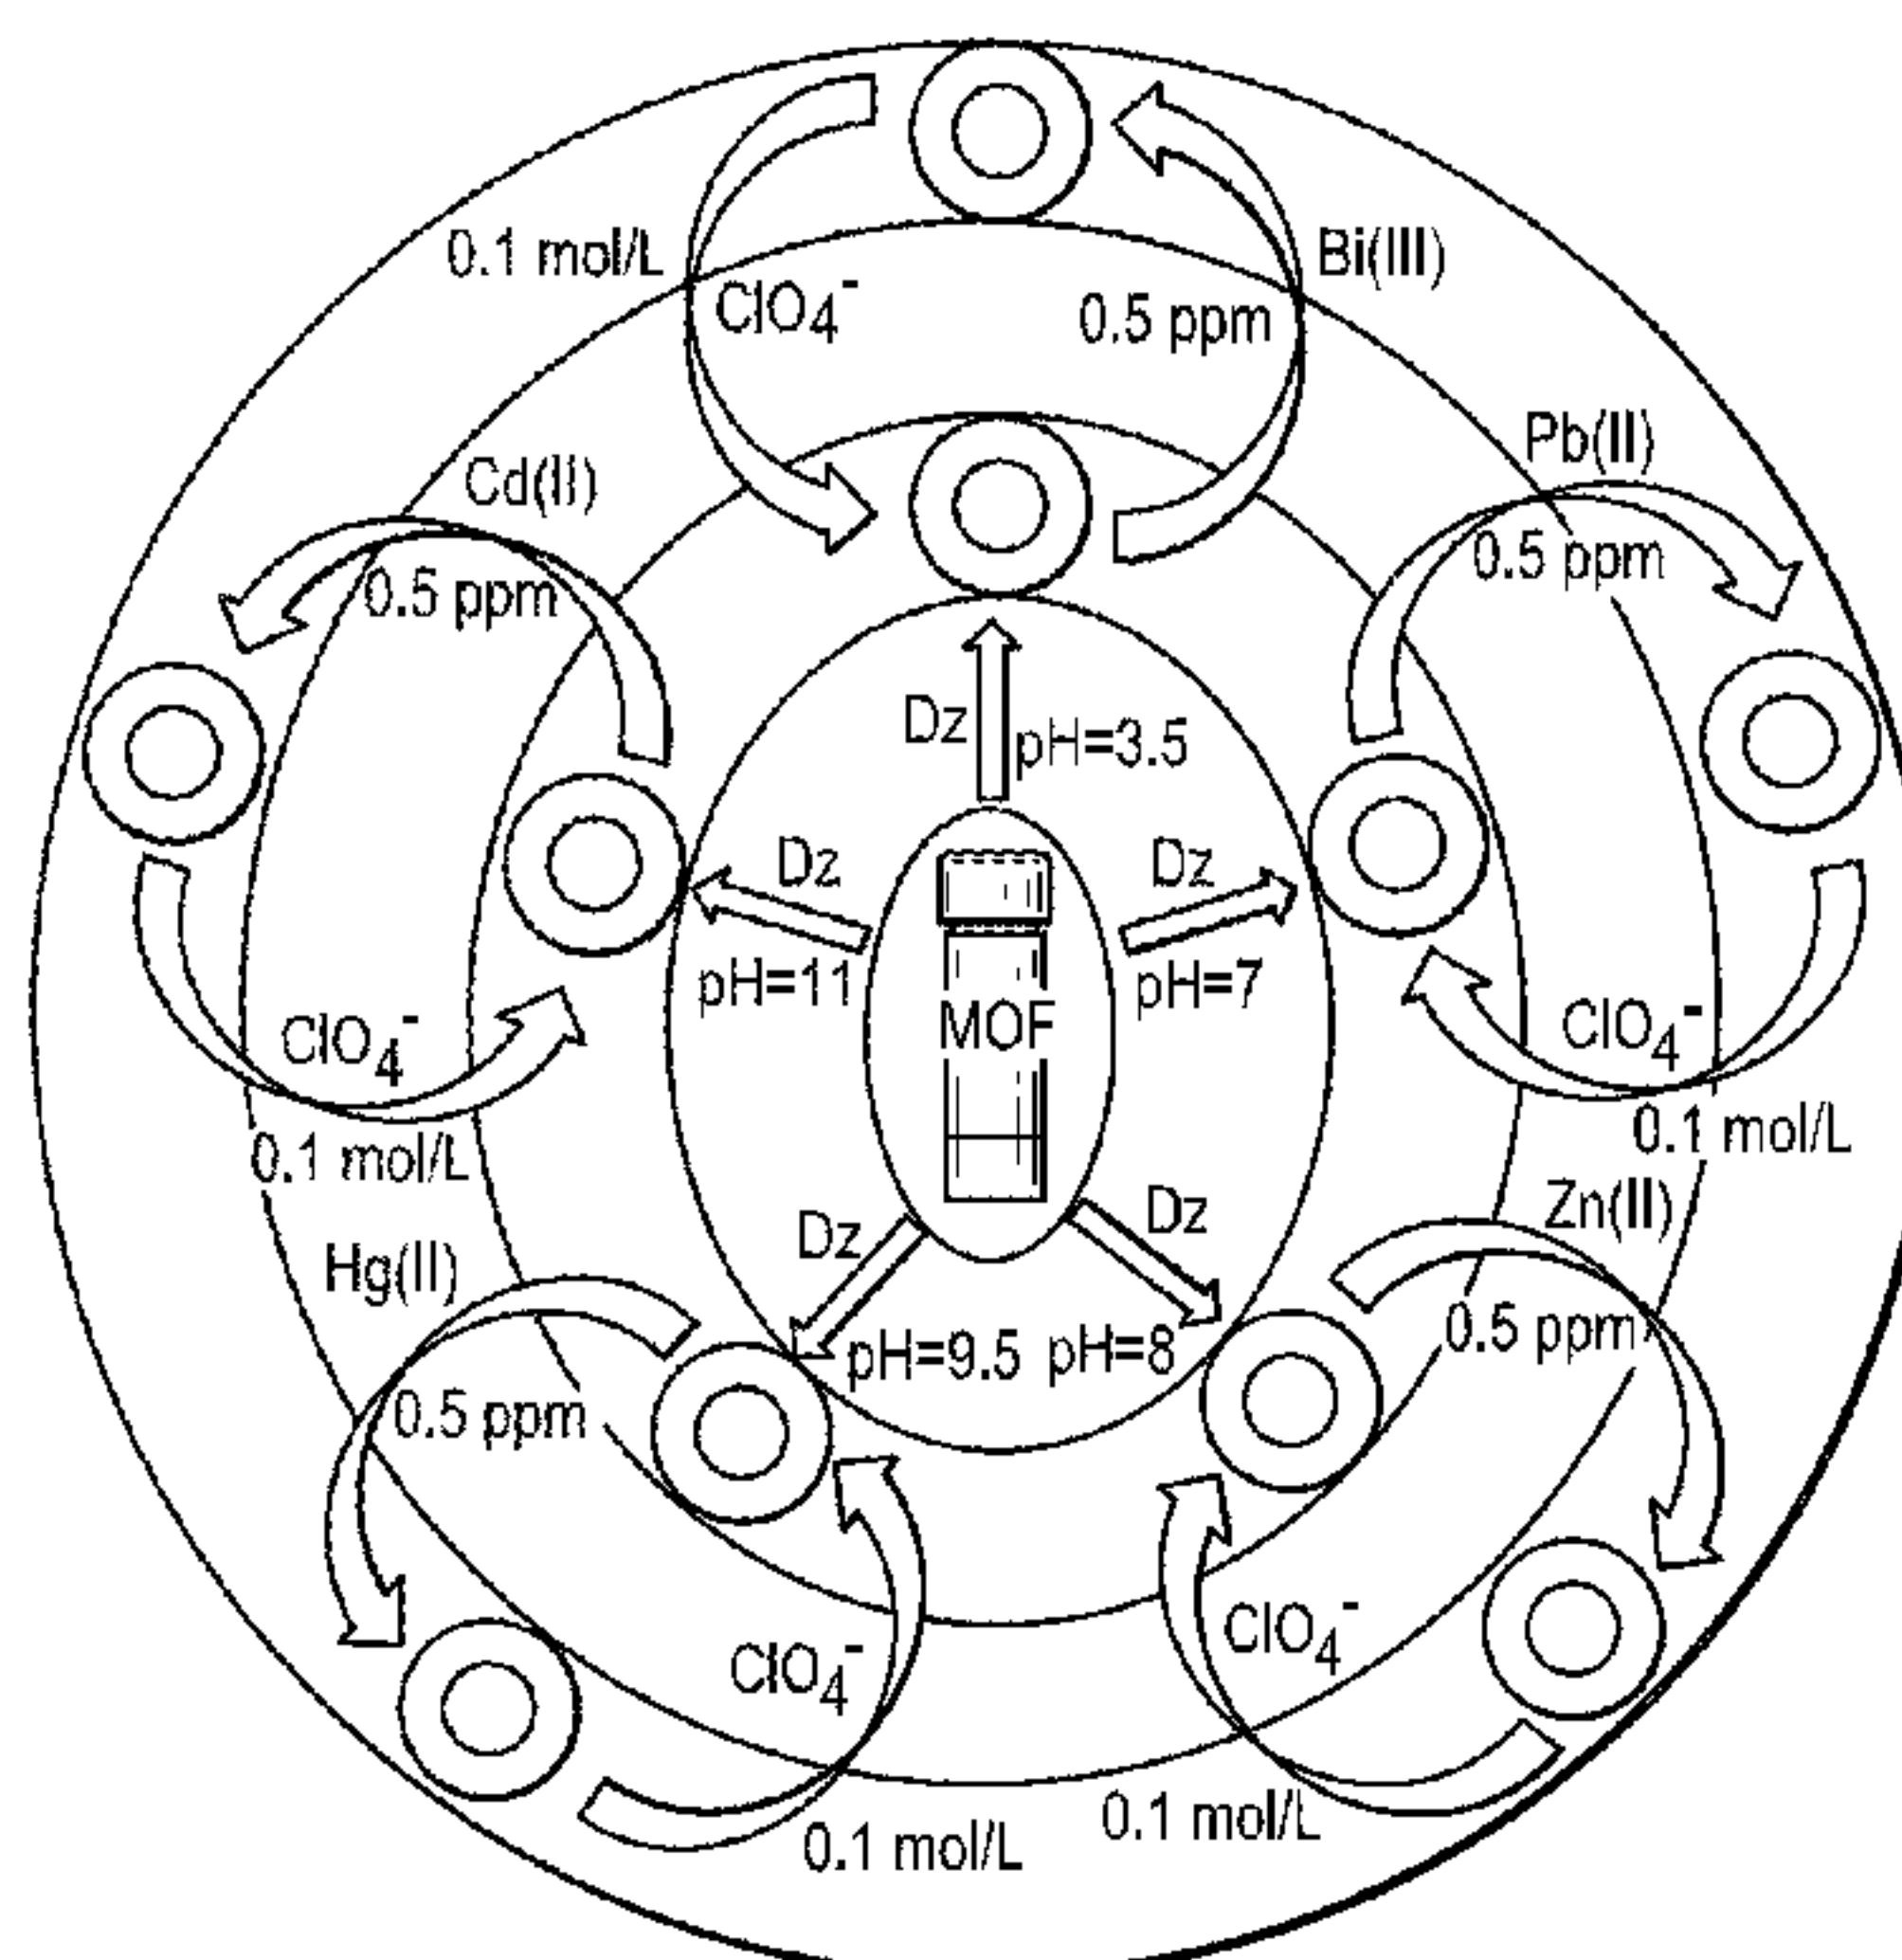 0.1 mol/L
Bi(III)
ClO4-
0.5 ppm
Cd(II)
Pb(II)
0.5 ppm
0.5 ppm
Dz
pH=3.5
Dz
Dz
pH=11
pH=7
MOF
ClO4-
ClO4-
0.1 mol/L
0.1 mol/L
Dz
Dz
Zn(II)
Hg(II)
pH=9.5
pH=8
0.5 ppm
0.5 ppm
ClO4-
ClO4-
0.1 mol/L
0.1 mol/L